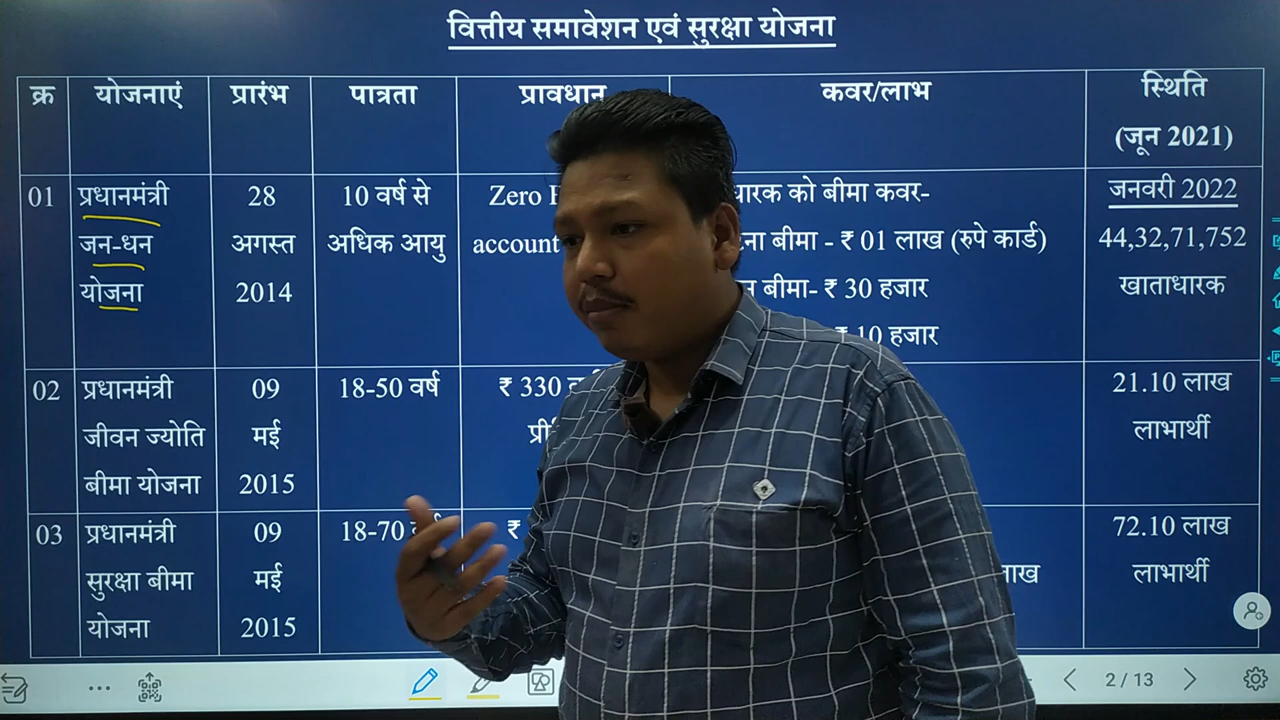 वित्तीय समावेशन एवं सुरक्षा योजना
क्र योजनाएं प्रारंभ पात्रता प्रावधान कवर/लाभ स्थिति
(जून 2021)
01 प्रधानमंत्री 28 10 वर्ष से Zero को बीमा कवर- जनवरी 2022
जन-धन अगस्त अधिक आयु account बीमा - ₹ 01 लाख (रुपे कार्ड) 44,32,71,752
योजना 2014 बीमा- ₹ 30 हजार खाताधारक
₹ 10 हजार
02 प्रधानमंत्री 09 18-50 वर्ष ₹ 330 21.10 लाख
जीवन ज्योति मई लाभार्थी
बीमा योजना 2015
03 प्रधानमंत्री 09 18-70 ₹ 72.10 लाख
सुरक्षा बीमा मई लाभार्थी
योजना 2015
2 / 13